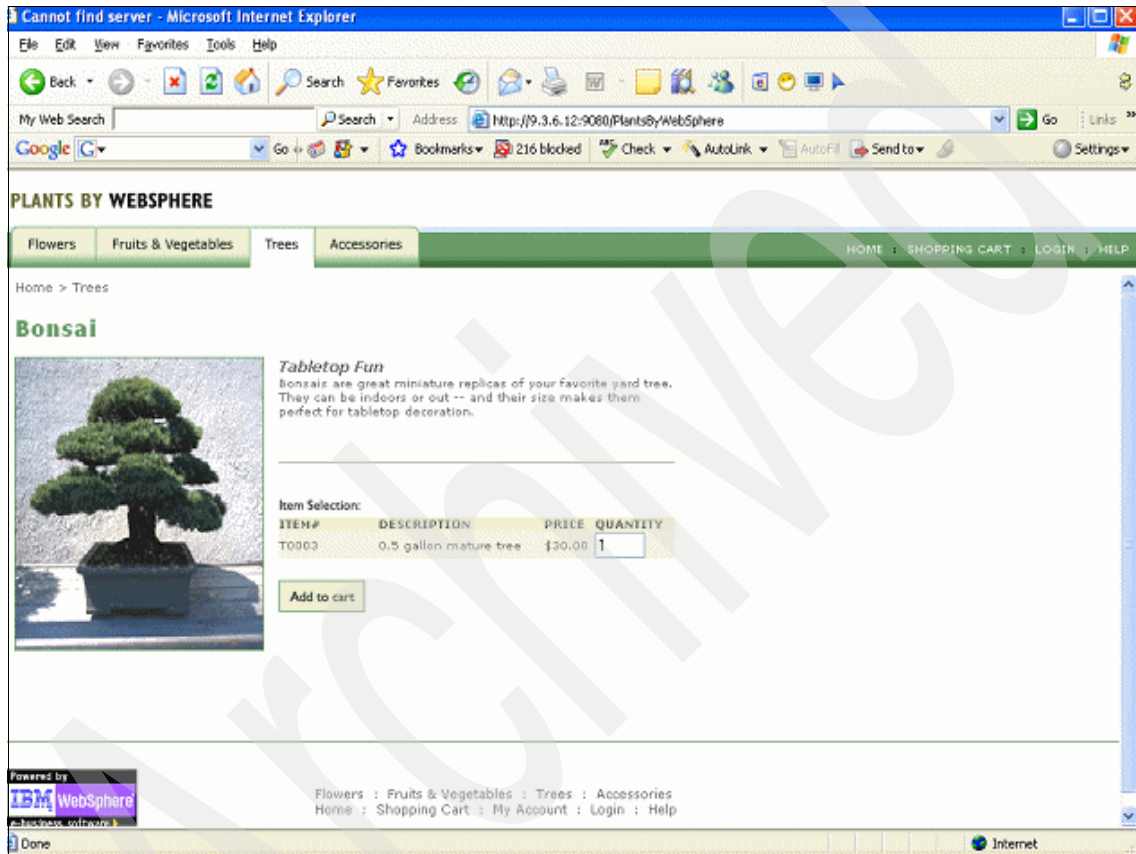 Cannot find server - Microsoft Internet Explorer
File Edit View Favorites Tools Help
Back Search Favorites
My Web Search Search Address http://9.3.6.12:9080/PlantsByWebSphere Go Links »
Google G Go Bookmarks 216 blocked Check AutoLink AutoFill Send to Settings
PLANTS BY WEBSPHERE
Flowers Fruits & Vegetables Trees Accessories HOME : SHOPPING CART : LOGIN : HELP
Home > Trees
Bonsai
Tabletop Fun
Bonsais are great miniature replicas of your favorite yard tree.
They can be indoors or out -- and their size makes them
perfect for tabletop decoration.
Item Selection:
ITEM# DESCRIPTION PRICE QUANTITY
T0003 0.5 gallon mature tree $30.00 1
Add to cart
Powered by
IBM WebSphere
e-business software
Flowers : Fruits & Vegetables : Trees : Accessories
Home : Shopping Cart : My Account : Login : Help
Done Internet
Archived